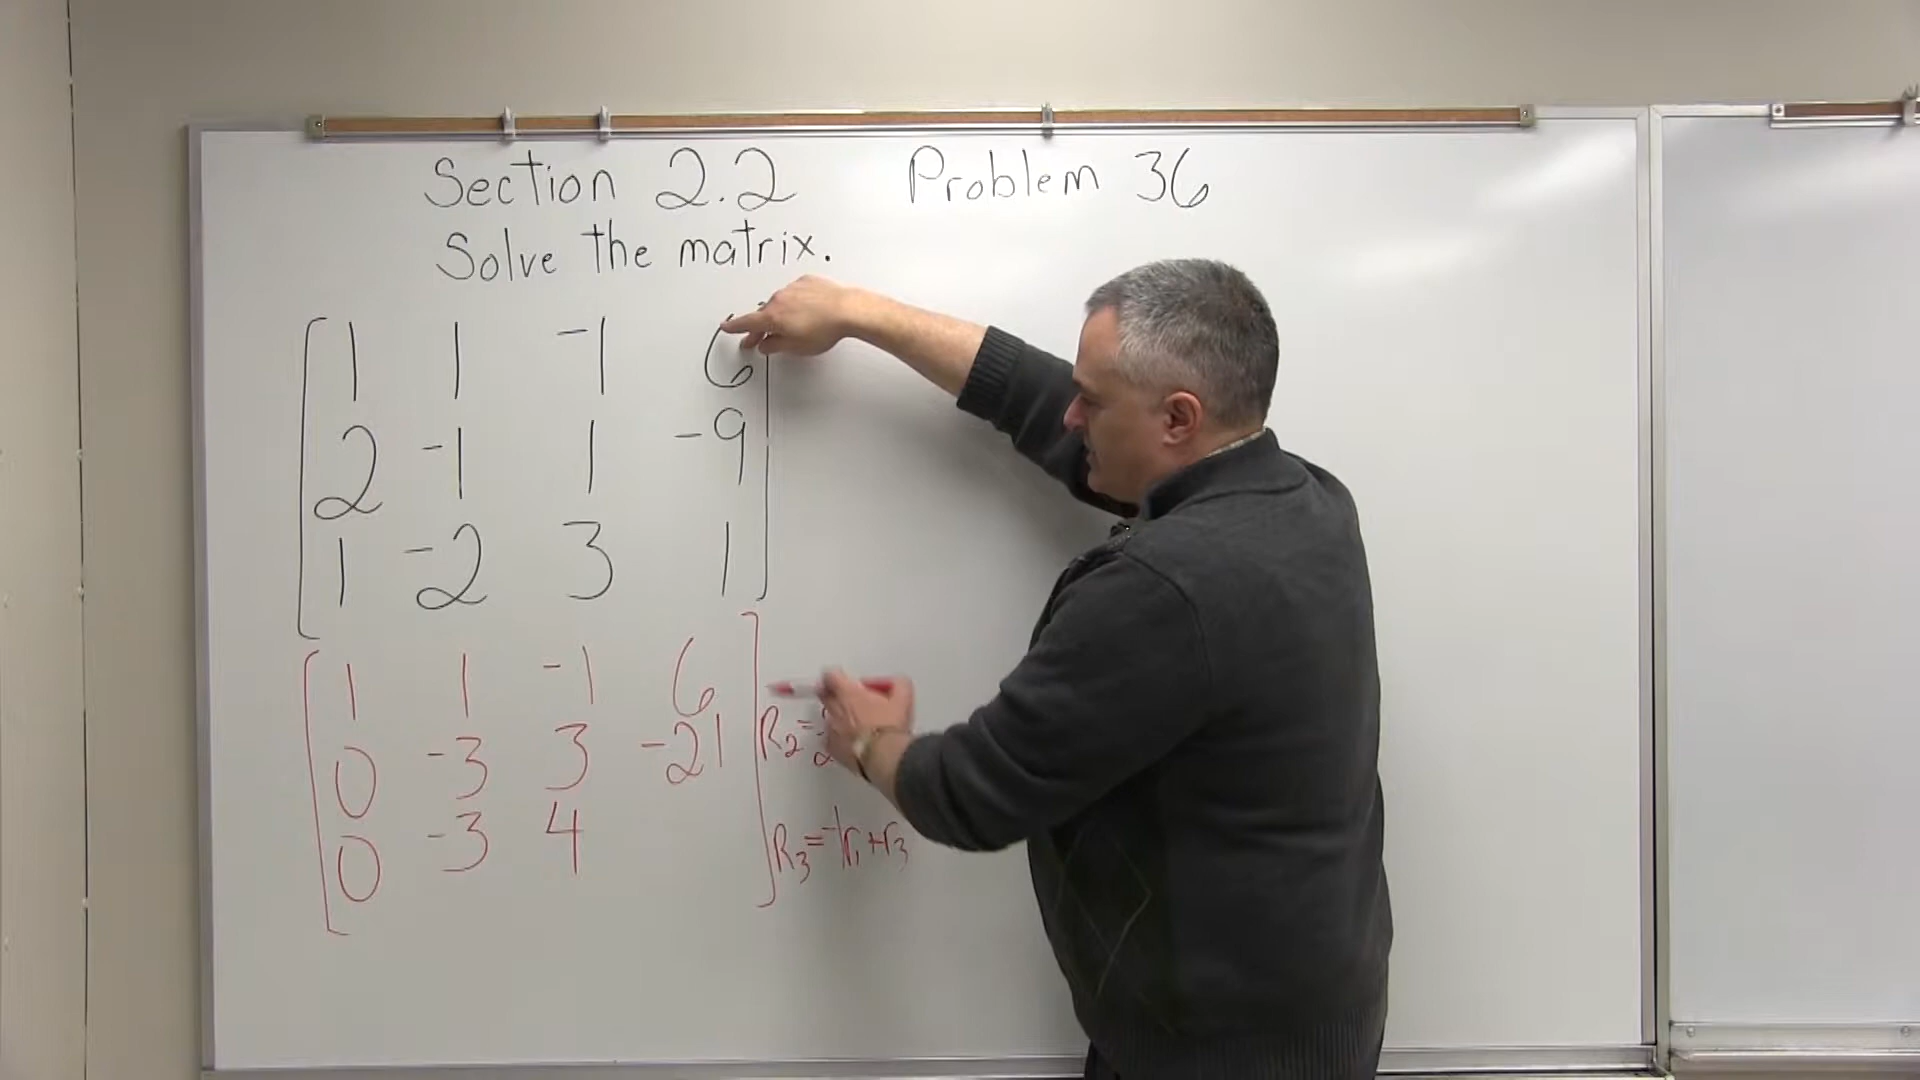 Section 2.2 Problem 36
Solve the matrix.
1 1 -1 6
2 -1 1 -9
1 -2 3 1
1 1 -1 6
0 -3 3 -21 R₂=
0 -3 4 R₃=-1r₁+r₃